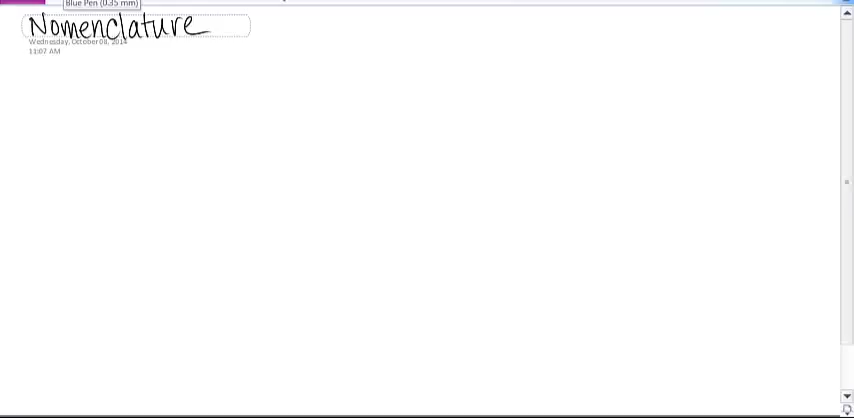 Blue Pen (0.35 mm)
Nomenclature
Wednesday, October 08, 2014
11:07 AM